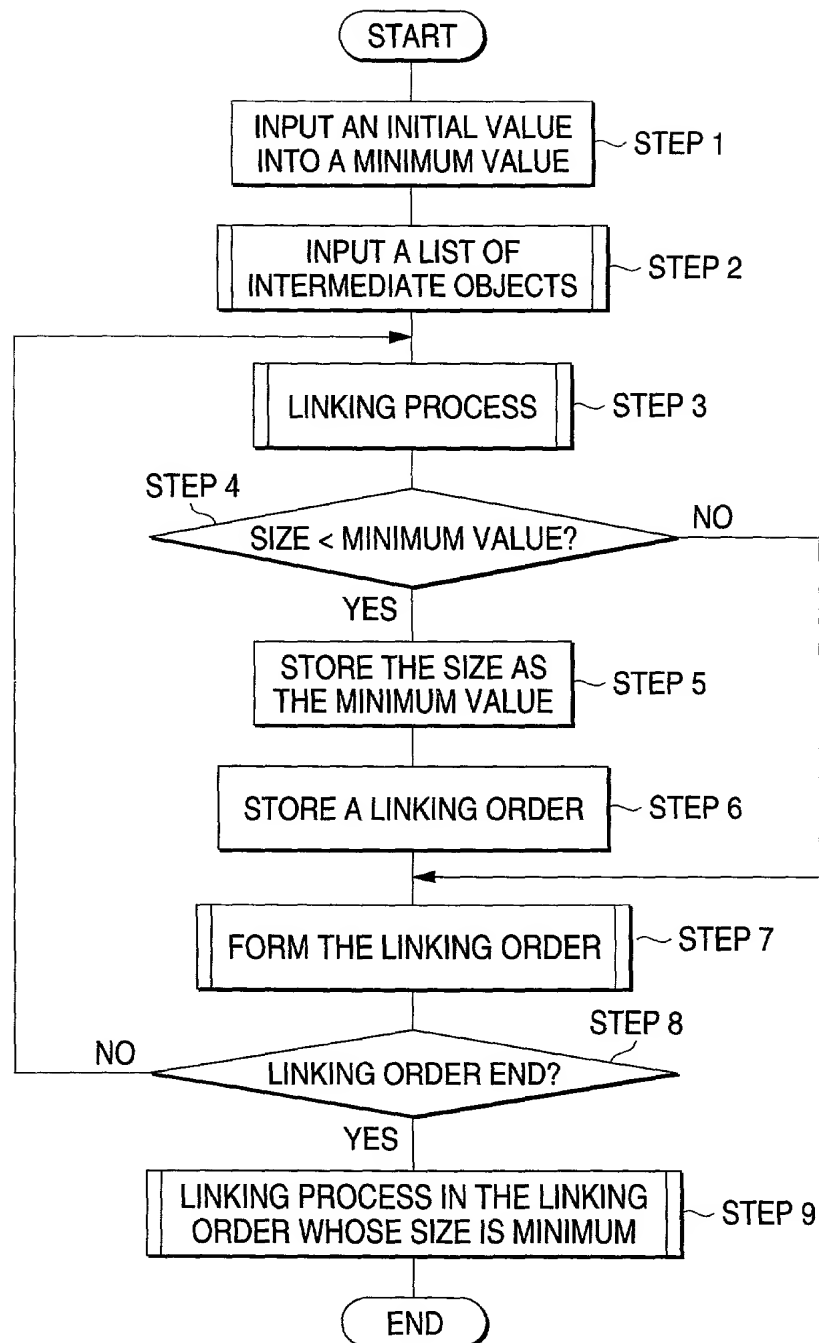 START
INPUT AN INITIAL VALUE
INTO A MINIMUM VALUE
STEP 1
INPUT A LIST OF
INTERMEDIATE OBJECTS
STEP 2
LINKING PROCESS
STEP 3
STEP 4
SIZE < MINIMUM VALUE?
NO
YES
STORE THE SIZE AS
THE MINIMUM VALUE
STEP 5
STORE A LINKING ORDER
STEP 6
FORM THE LINKING ORDER
STEP 7
STEP 8
NO
LINKING ORDER END?
YES
LINKING PROCESS IN THE LINKING
ORDER WHOSE SIZE IS MINIMUM
STEP 9
END